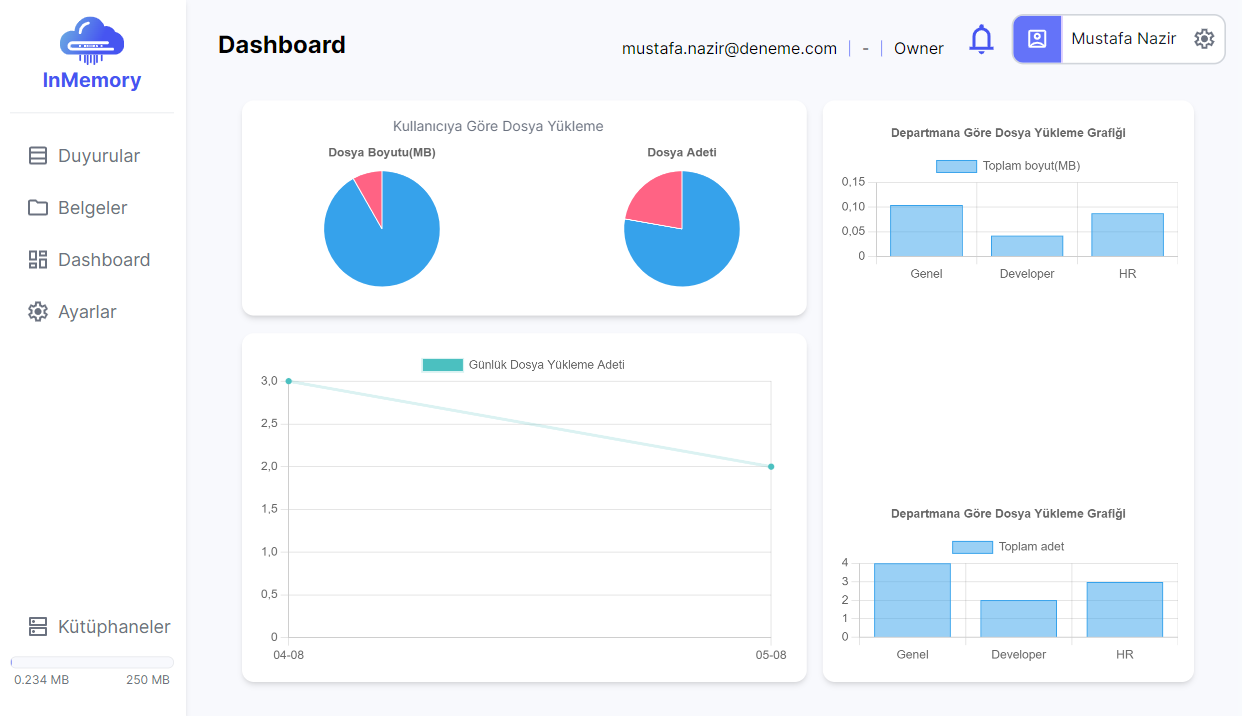 InMemory
Duyurular
Belgeler
Dashboard
Ayarlar
Kütüphaneler
0.234 MB 250 MB
Dashboard
mustafa.nazir@deneme.com | - | Owner
Mustafa Nazir
Kullanıcıya Göre Dosya Yükleme
Dosya Boyutu(MB) Dosya Adeti
Günlük Dosya Yükleme Adeti
3,0
2,5
2,0
1,5
1,0
0,5
0
04-08 05-08
Departmana Göre Dosya Yükleme Grafiği
Toplam boyut(MB)
0,15
0,10
0,05
0
Genel Developer HR
Departmana Göre Dosya Yükleme Grafiği
Toplam adet
4
3
2
1
0
Genel Developer HR